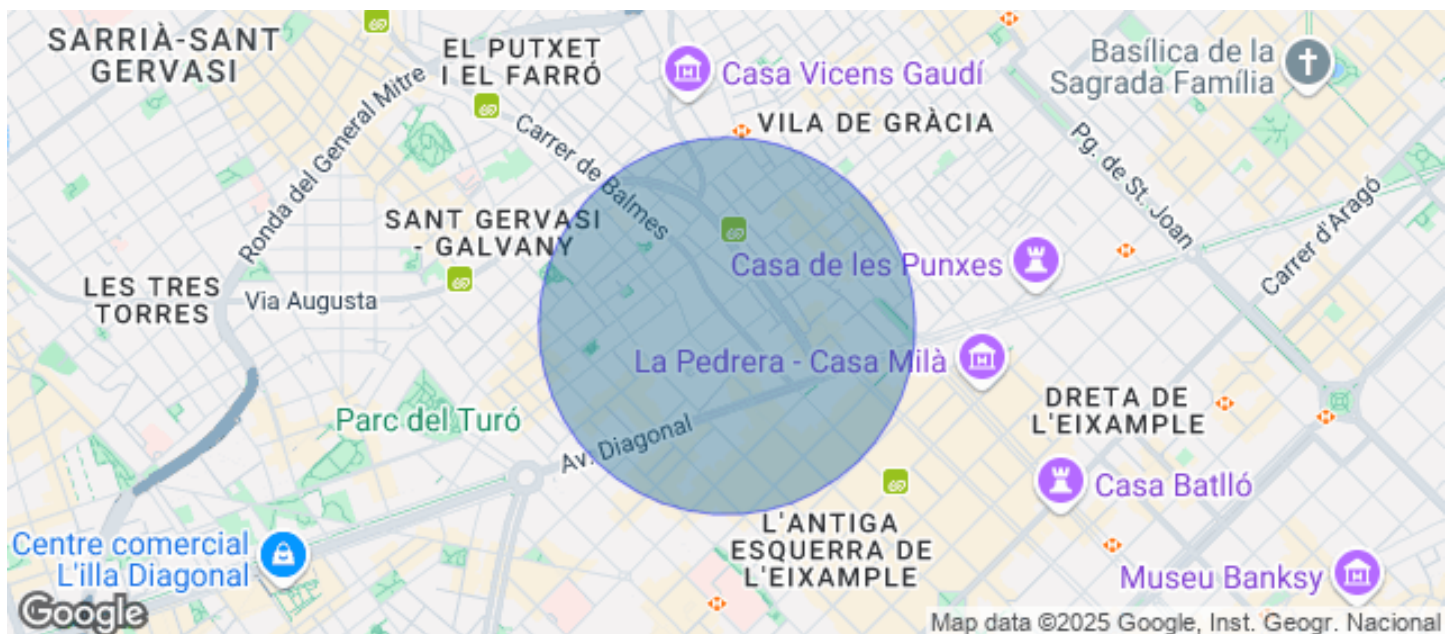 SARRIÀ-SANT
GERVASI
EL PUTXET
I EL FARRÓ
Casa Vicens Gaudí
Basílica de la
Sagrada Família
Ronda del General Mitre
Carrer de Balmes
VILA DE GRÀCIA
Pg. de St. Joan
Carrer d'Aragó
SANT GERVASI
- GALVANY
LES TRES
TORRES
Via Augusta
Casa de les Punxes
La Pedrera - Casa Milà
DRETA DE
L'EIXAMPLE
Parc del Turó
Av. Diagonal
Casa Batlló
L'ANTIGA
ESQUERRA DE
L'EIXAMPLE
Centre comercial
L'illa Diagonal
Museu Banksy
Google
Map data ©2025 Google, Inst. Geogr. Nacional